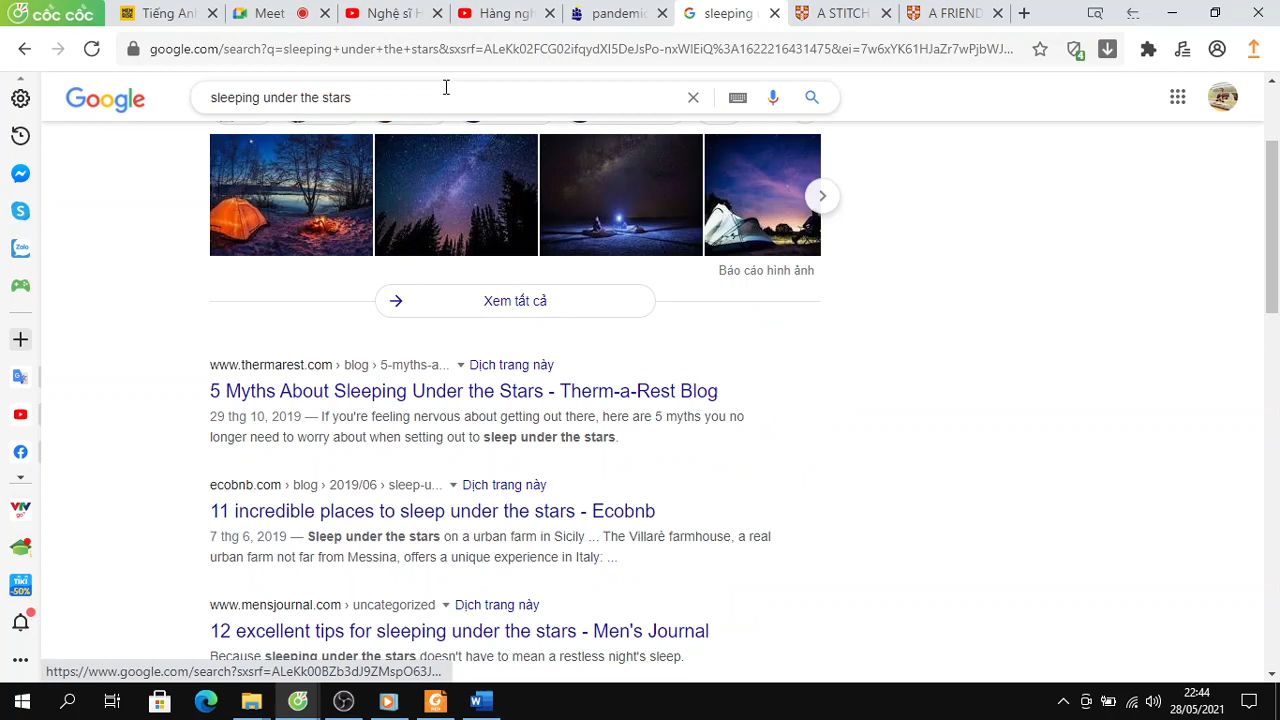 cốc cốc
Tiếng Anh
Meet
Nghệ sĩ H
Hàng ngh
pandemic
sleeping u
A STITCH
A FRIEND
google.com/search?q=sleeping+under+the+stars&sxsrf=ALeKk02FCG02ifqydXI5DeJsPo-nxWlEiQ%3A1622216431475&ei=7w6xYK61HJaZr7wPjbWJ...
4
Google
sleeping under the stars
Báo cáo hình ảnh
Xem tất cả
www.thermarest.com › blog › 5-myths-a... Dịch trang này
5 Myths About Sleeping Under the Stars - Therm-a-Rest Blog
29 thg 10, 2019 — If you're feeling nervous about getting out there, here are 5 myths you no
longer need to worry about when setting out to sleep under the stars.
ecobnb.com › blog › 2019/06 › sleep-u... Dịch trang này
11 incredible places to sleep under the stars - Ecobnb
7 thg 6, 2019 — Sleep under the stars on a urban farm in Sicily ... The Villarè farmhouse, a real
urban farm not far from Messina, offers a unique experience in Italy: ...
www.mensjournal.com › uncategorized Dịch trang này
12 excellent tips for sleeping under the stars - Men's Journal
Because sleeping under the stars doesn't have to mean a restless night's sleep.
Zalo
VTV
go
TIKI
-50%
https://www.google.com/search?sxsrf=ALeKk00BZb3dJ9ZMspO63J...
22:44
28/05/2021